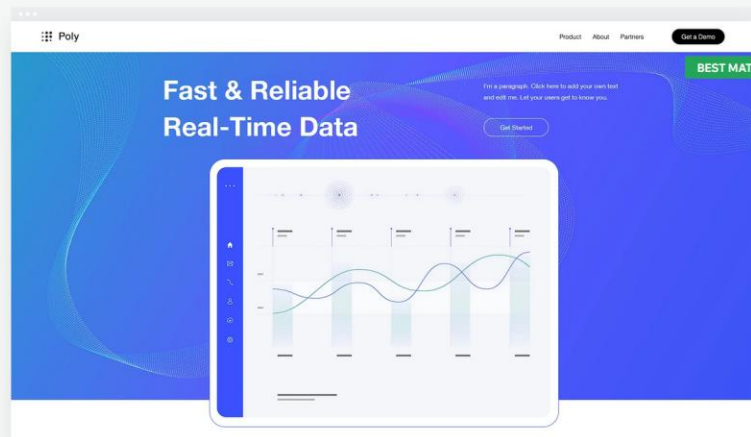 Poly
Product About Partners Get a Demo
BEST MAT
Fast & Reliable
Real-Time Data
I'm a paragraph. Click here to add your own text
and edit me. Let your users get to know you.
Get Started